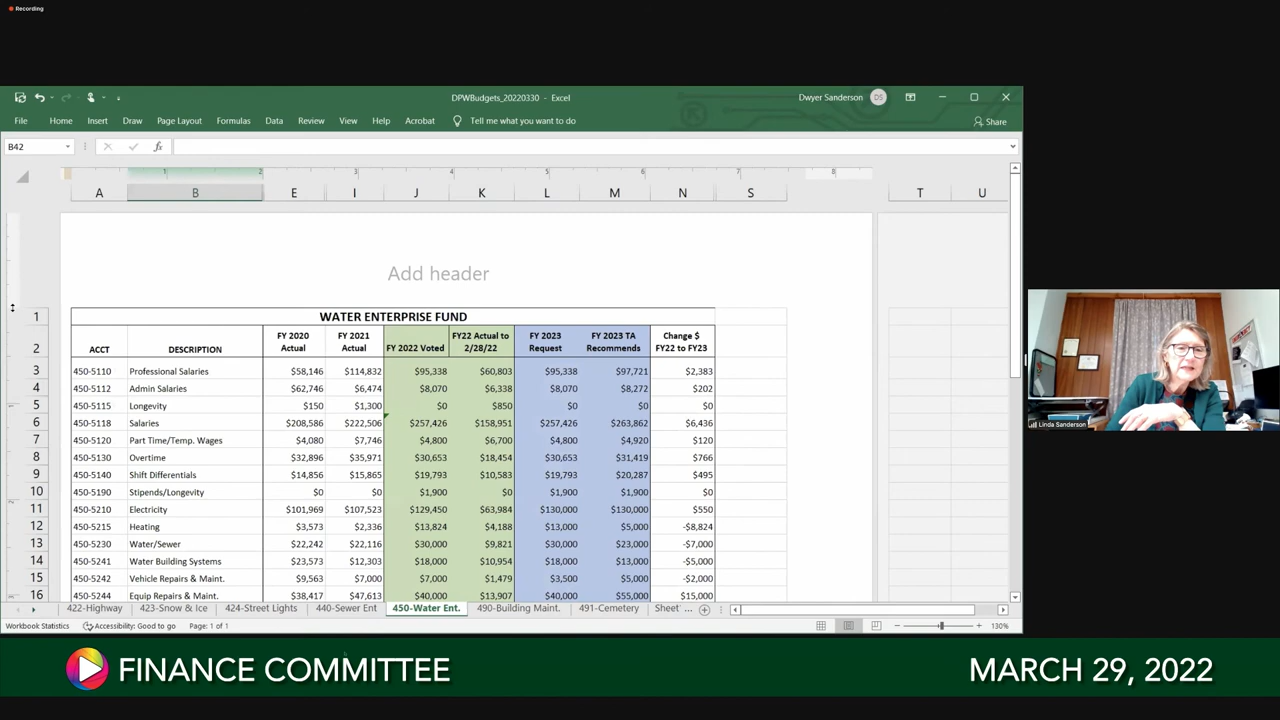 Recording
DPWBudgets_20220330 - Excel
Dwyer Sanderson
DS
File Home Insert Draw Page Layout Formulas Data Review View Help Acrobat Tell me what you want to do
Share
B42
fx
1 2 3 4 5 6 7 8
A B E I J K L M N S T U
Add header
1 WATER ENTERPRISE FUND
2 ACCT DESCRIPTION FY 2020 Actual FY 2021 Actual FY 2022 Voted FY22 Actual to 2/28/22 FY 2023 Request FY 2023 TA Recommends Change $ FY22 to FY23
3 450-5110 Professional Salaries $58,146 $114,832 $95,338 $60,803 $95,338 $97,721 $2,383
4 450-5112 Admin Salaries $62,746 $6,474 $8,070 $6,338 $8,070 $8,272 $202
5 450-5115 Longevity $150 $1,300 $0 $850 $0 $0 $0
6 450-5118 Salaries $208,586 $222,506 $257,426 $158,951 $257,426 $263,862 $6,436
7 450-5120 Part Time/Temp. Wages $4,080 $7,746 $4,800 $6,700 $4,800 $4,920 $120
8 450-5130 Overtime $32,896 $35,971 $30,653 $18,454 $30,653 $31,419 $766
9 450-5140 Shift Differentials $14,856 $15,865 $19,793 $10,583 $19,793 $20,287 $495
10 450-5190 Stipends/Longevity $0 $0 $1,900 $0 $1,900 $1,900 $0
11 450-5210 Electricity $101,969 $107,523 $129,450 $63,984 $130,000 $130,000 $550
12 450-5215 Heating $3,573 $2,336 $13,824 $4,188 $13,000 $5,000 -$8,824
13 450-5230 Water/Sewer $22,242 $22,116 $30,000 $9,821 $30,000 $23,000 -$7,000
14 450-5241 Water Building Systems $23,573 $12,303 $18,000 $10,954 $18,000 $13,000 -$5,000
15 450-5242 Vehicle Repairs & Maint. $9,563 $7,000 $7,000 $1,479 $3,500 $5,000 -$2,000
16 450-5244 Equip Repairs & Maint. $38,417 $47,613 $40,000 $13,907 $40,000 $55,000 $15,000
422-Highway 423-Snow & Ice 424-Street Lights 440-Sewer Ent 450-Water Ent. 490-Building Maint. 491-Cemetery Sheet ...
Workbook Statistics Accessibility: Good to go Page: 1 of 1 130%
Linda Sanderson
FINANCE COMMITTEE
MARCH 29, 2022